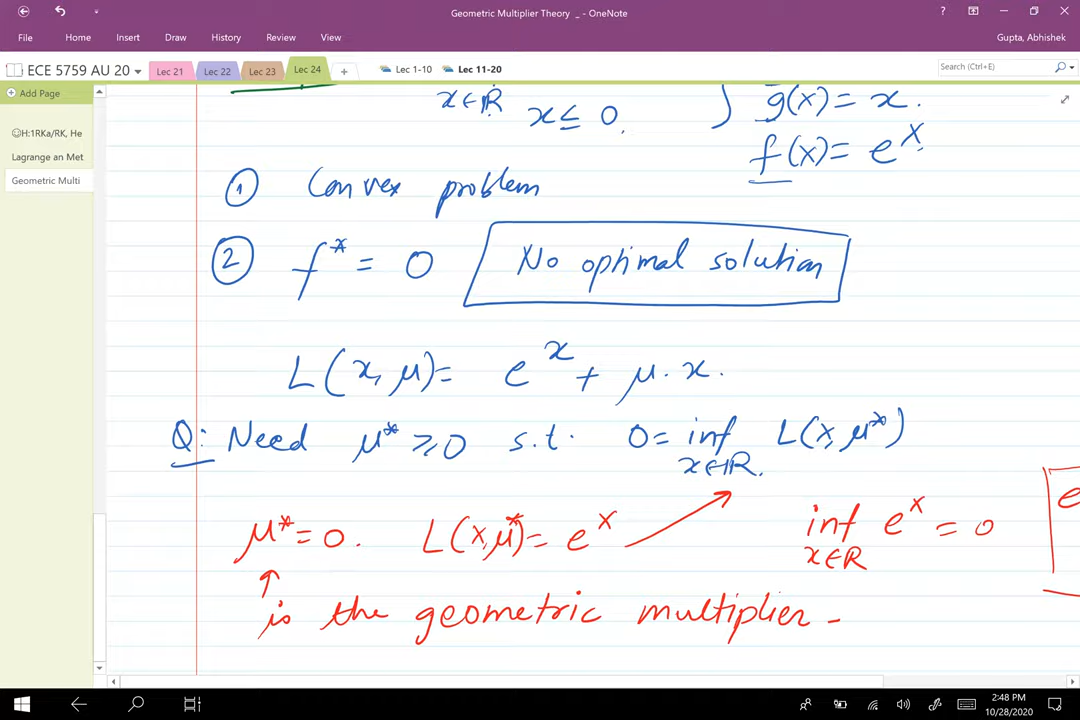 Geometric Multiplier Theory _ - OneNote
Gupta, Abhishek
File Home Insert Draw History Review View
ECE 5759 AU 20 Lec 21 Lec 22 Lec 23 Lec 24 + Lec 1-10 Lec 11-20 Search (Ctrl+E)
Add Page
H:1RKa/RK, He
Lagrange an Met
Geometric Multi
x∈ℝ x ≤ 0. ) g(x) = x.
f(x) = e^x.
① Convex problem
② f* = 0 No optimal solution
L(x, μ) = e^x + μ. x.
Q: Need μ* ≥ 0 s.t. 0 = inf L(x, μ*)
x∈ℝ.
μ* = 0. L(x, μ*) = e^x inf e^x = 0
x∈ℝ
↑
is the geometric multiplier -
2:48 PM
10/28/2020